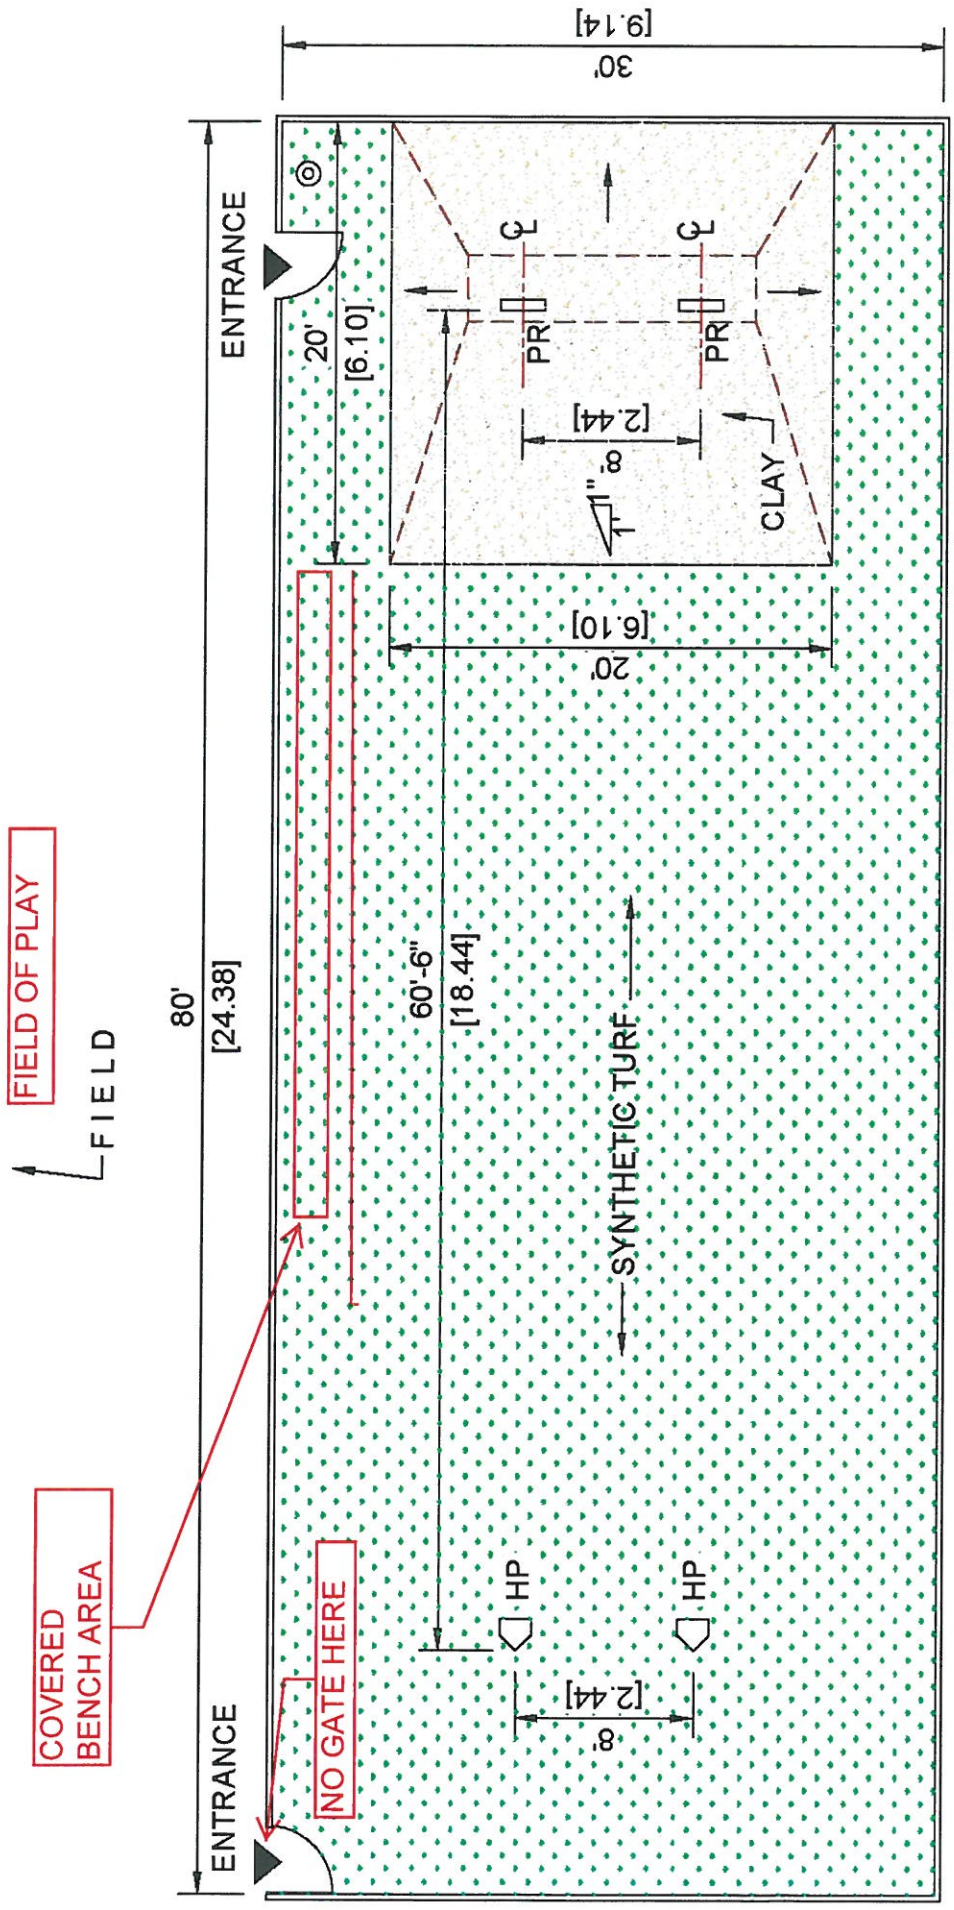 FIELD OF PLAY
FIELD
COVERED
BENCH AREA
80'
[24.38]
ENTRANCE
ENTRANCE
NO GATE HERE
30'
[9.14]
20'
[6.10]
60'-6"
[18.44]
HP
HP
8'
[2.44]
SYNTHETIC TURF
20'
[6.10]
PR
PR
CL
CL
8'
[2.44]
1"
1'
CLAY